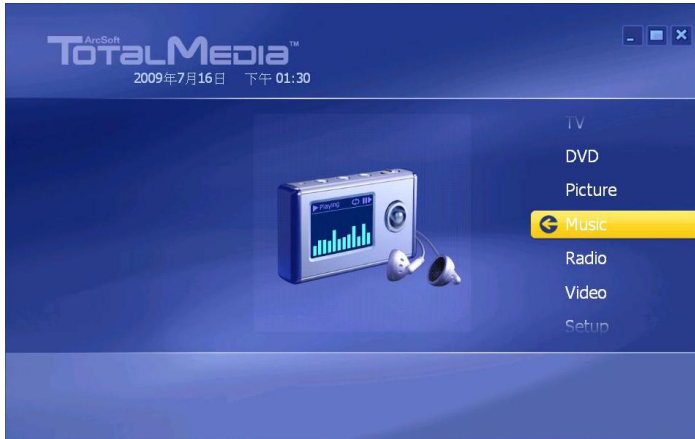 ArcSoft
TOTALMEDIA™
2009年7月16日 下午 01:30
TV
DVD
Picture
Playing
Music
Radio
Video
Setup